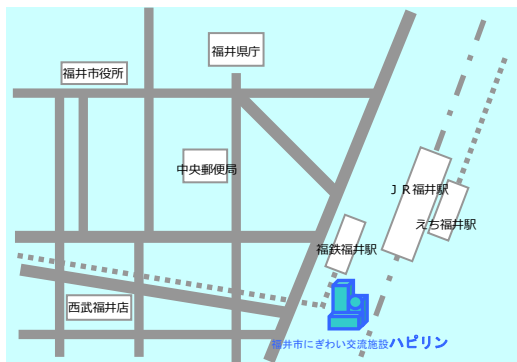 福井県庁
福井市役所
中央郵便局
ＪＲ福井駅
えち福井駅
福鉄福井駅
西武福井店
福井市にぎわい交流施設ハピリン